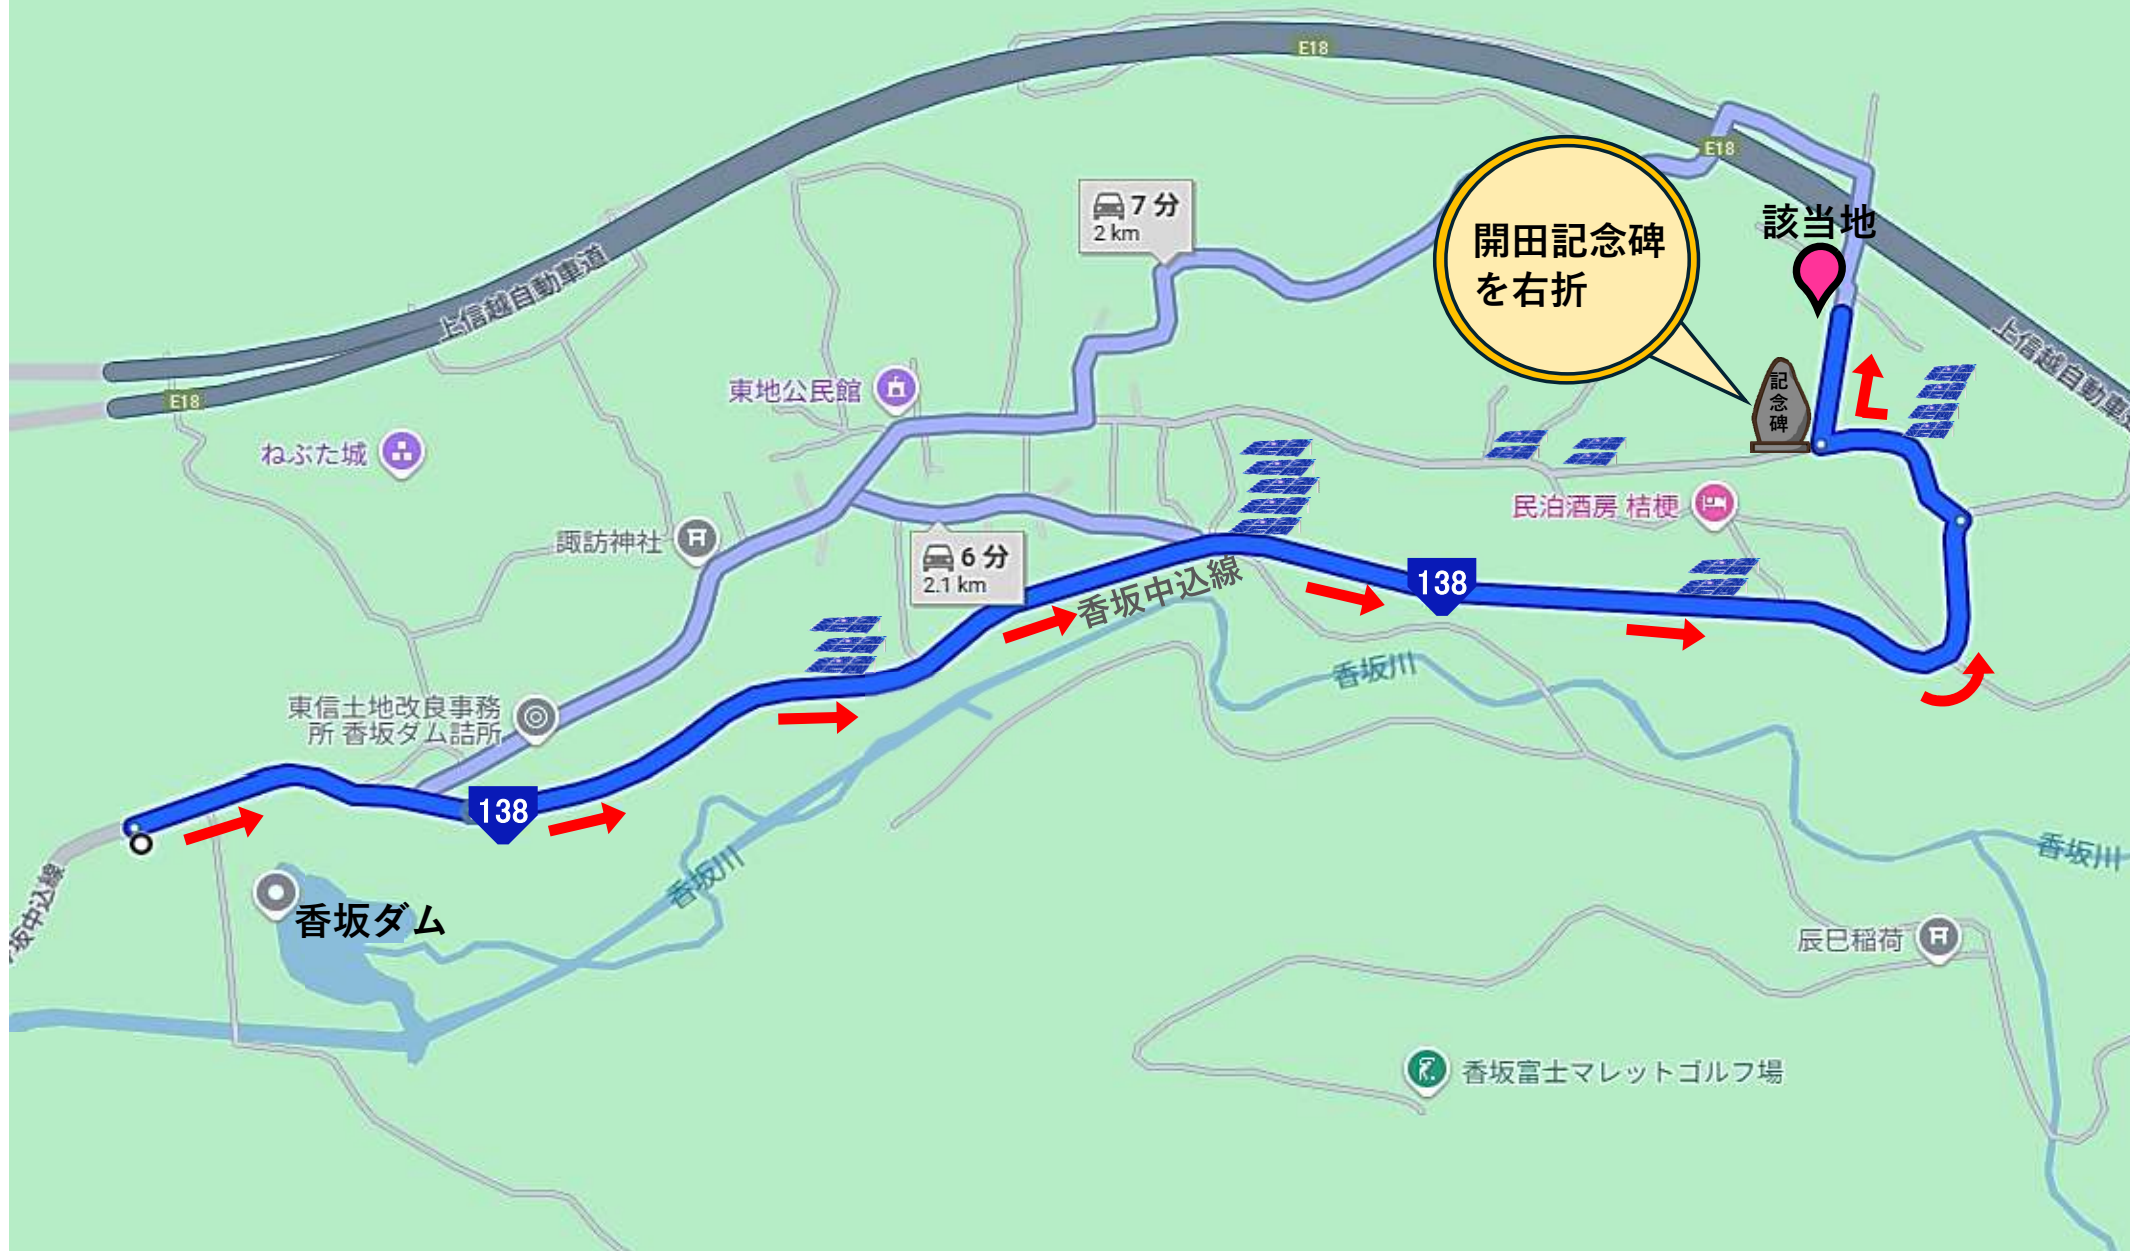 E18
E18
7 分
2 km
該当地
開田記念碑
を右折
上信越自動車道
上信越自動車
東地公民館
記念碑
E18
ねぶた城
民泊酒房 桔梗
諏訪神社
6 分
2.1 km
138
香坂中込線
香坂川
東信土地改良事務
所 香坂ダム詰所
138
香坂川
香坂川
坂中込線
香坂ダム
辰巳稲荷
香坂富士マレットゴルフ場